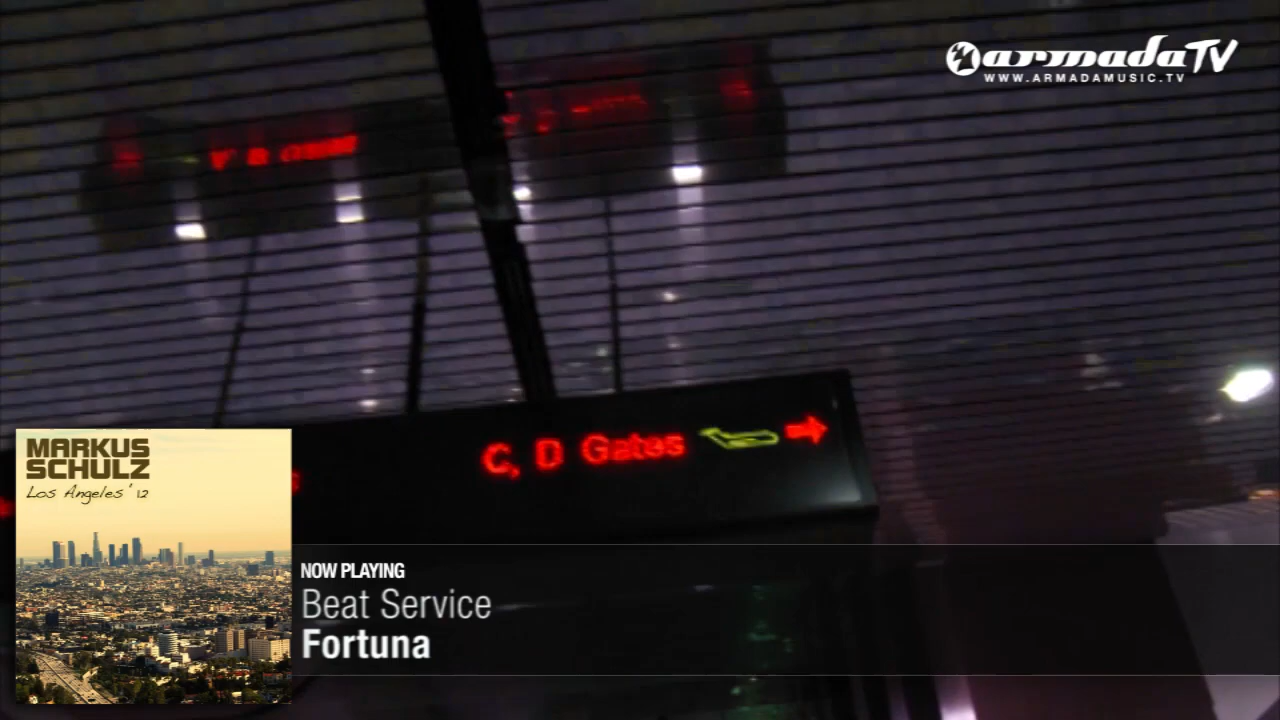 armadaTV
WWW.ARMADAMUSIC.TV
C, D Gates
MARKUS
SCHULZ
Los Angeles '12
NOW PLAYING
Beat Service
Fortuna